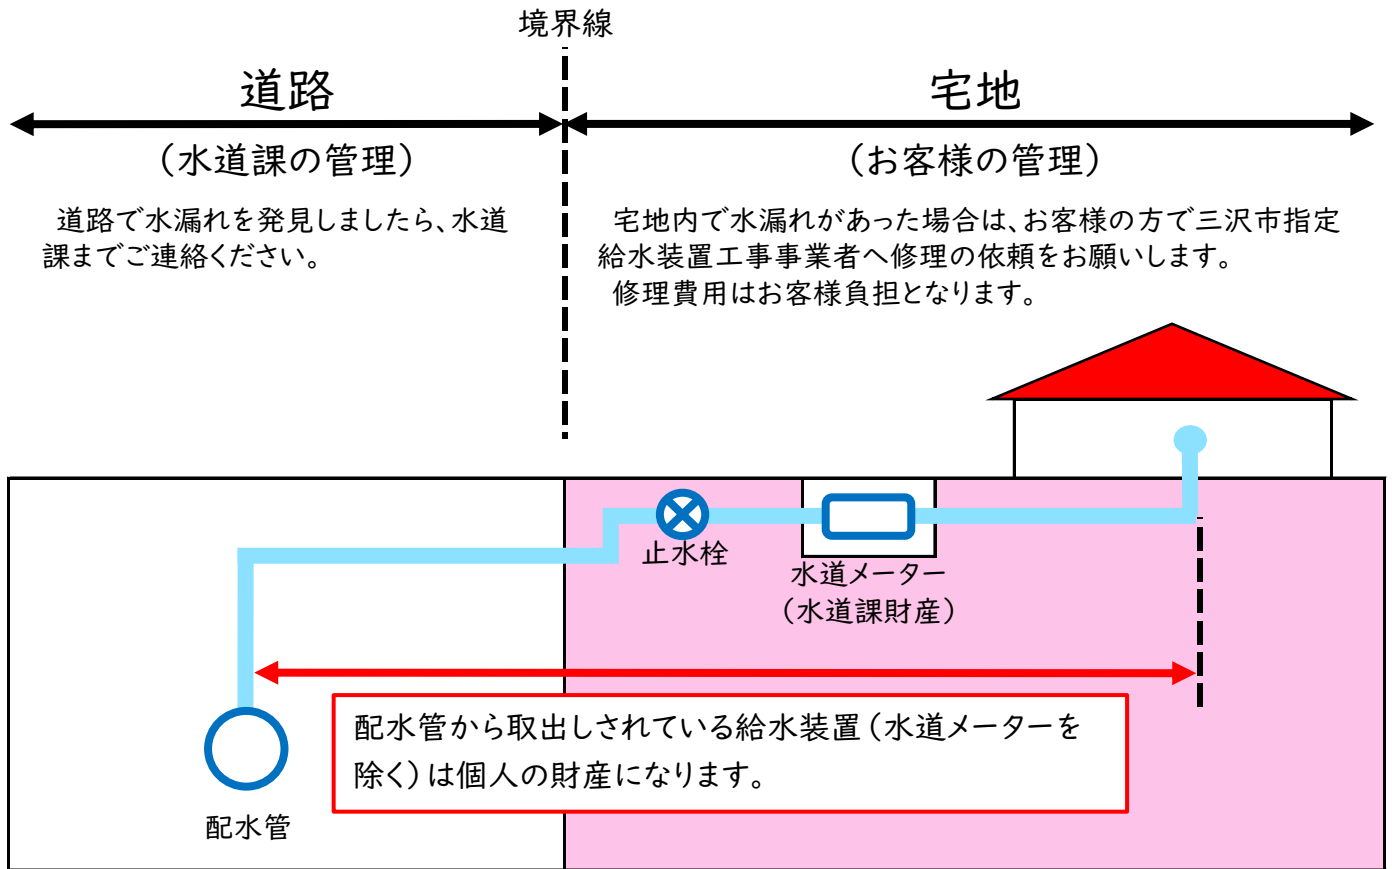 境界線
道路
宅地
（水道課の管理）
（お客様の管理）
道路で水漏れを発見しましたら、水道
課までご連絡ください。
宅地内で水漏れがあった場合は、お客様の方で三沢市指定
給水装置工事事業者へ修理の依頼をお願いします。
修理費用はお客様負担となります。
止水栓
水道メーター
（水道課財産）
配水管から取出しされている給水装置（水道メーターを
除く）は個人の財産になります。
配水管